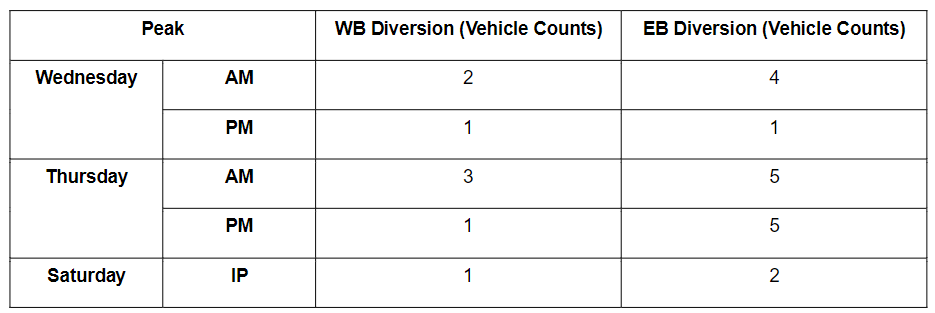 Peak WB Diversion (Vehicle Counts) EB Diversion (Vehicle Counts)
Wednesday AM 2 4
PM 1 1
Thursday AM 3 5
PM 1 5
Saturday IP 1 2